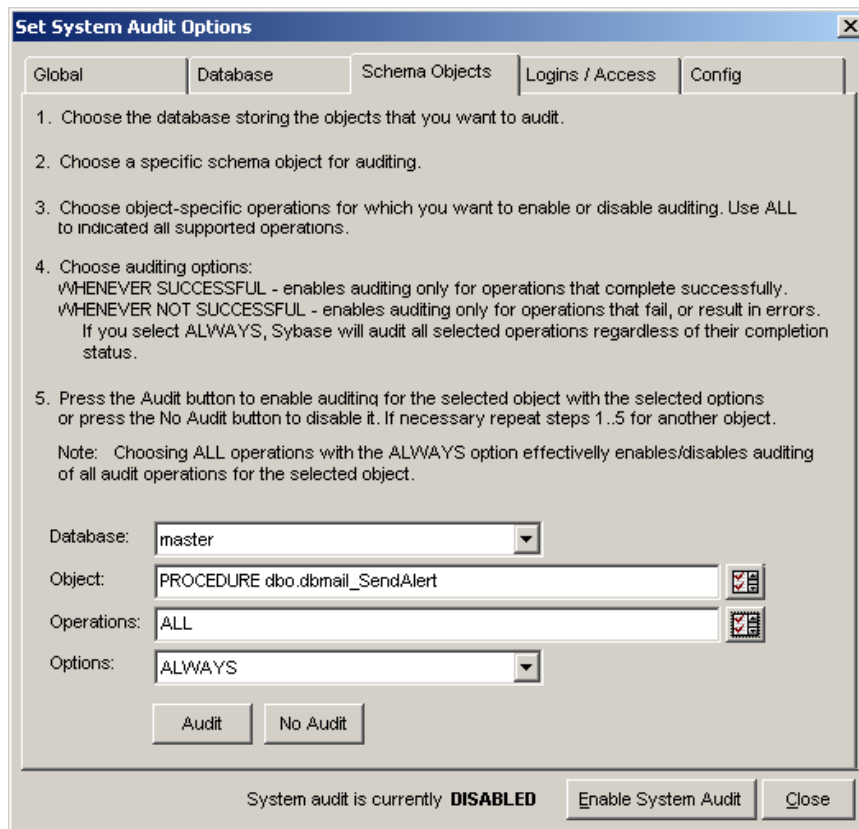 Set System Audit Options
Global Database Schema Objects Logins / Access Config
1. Choose the database storing the objects that you want to audit.
2. Choose a specific schema object for auditing.
3. Choose object-specific operations for which you want to enable or disable auditing. Use ALL
to indicated all supported operations.
4. Choose auditing options:
WHENEVER SUCCESSFUL - enables auditing only for operations that complete successfully.
WHENEVER NOT SUCCESSFUL - enables auditing only for operations that fail, or result in errors.
If you select ALWAYS, Sybase will audit all selected operations regardless of their completion
status.
5. Press the Audit button to enable auditing for the selected object with the selected options
or press the No Audit button to disable it. If necessary repeat steps 1..5 for another object.
Note: Choosing ALL operations with the ALWAYS option effectivelly enables/disables auditing
of all audit operations for the selected object.
Database: master
Object: PROCEDURE dbo.dbmail_SendAlert
Operations: ALL
Options: ALWAYS
Audit No Audit
System audit is currently DISABLED Enable System Audit Close